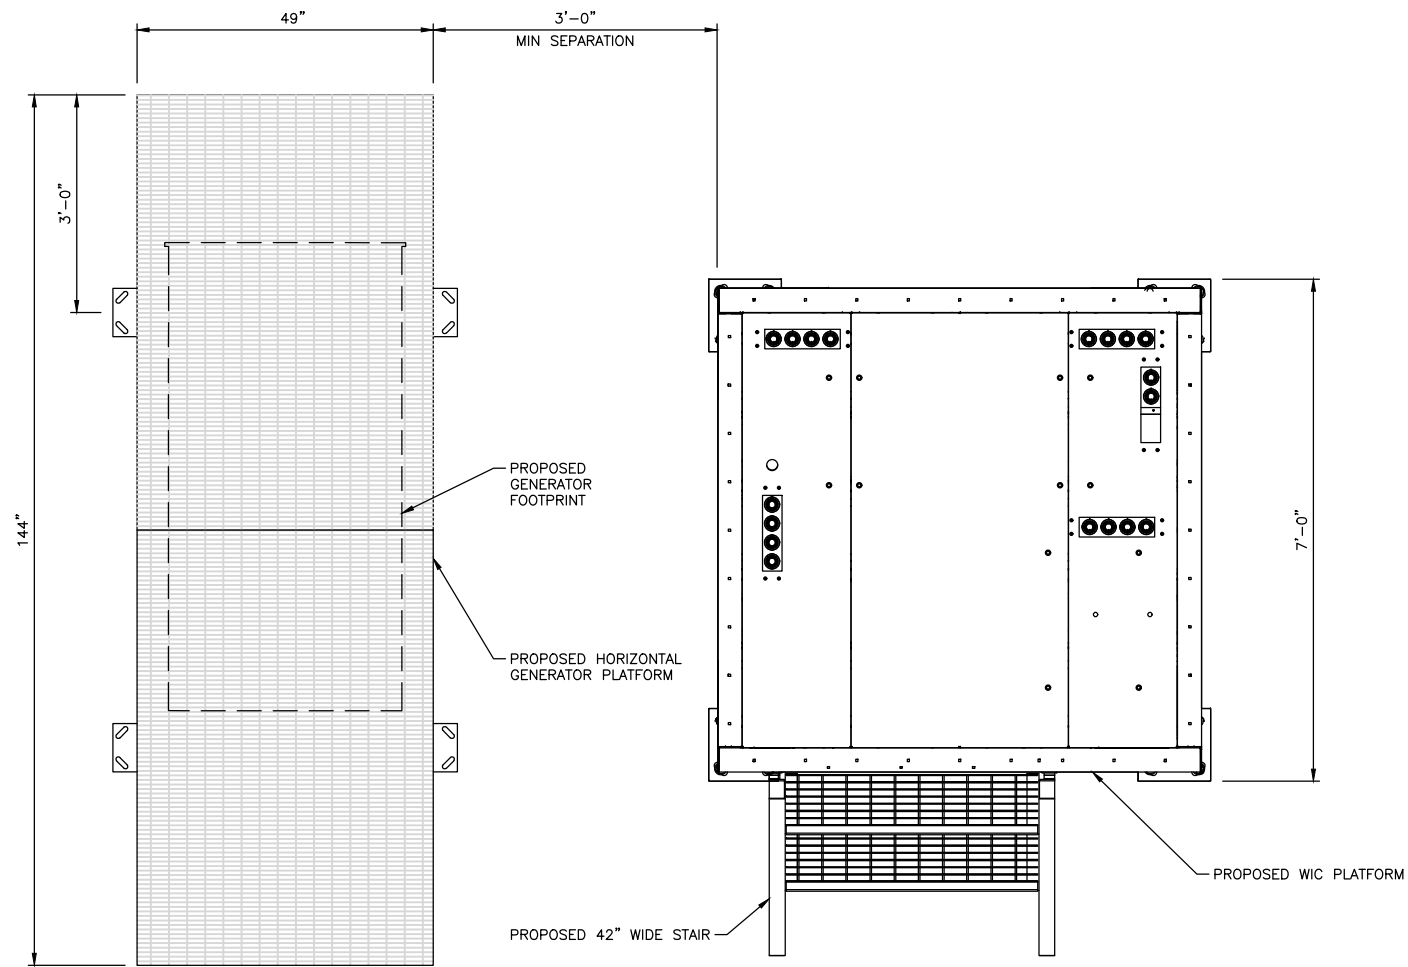 49"
3'-0"
MIN SEPARATION
3'-0"
144"
PROPOSED
GENERATOR
FOOTPRINT
7'-0"
PROPOSED HORIZONTAL
GENERATOR PLATFORM
PROPOSED WIC PLATFORM
PROPOSED 42" WIDE STAIR